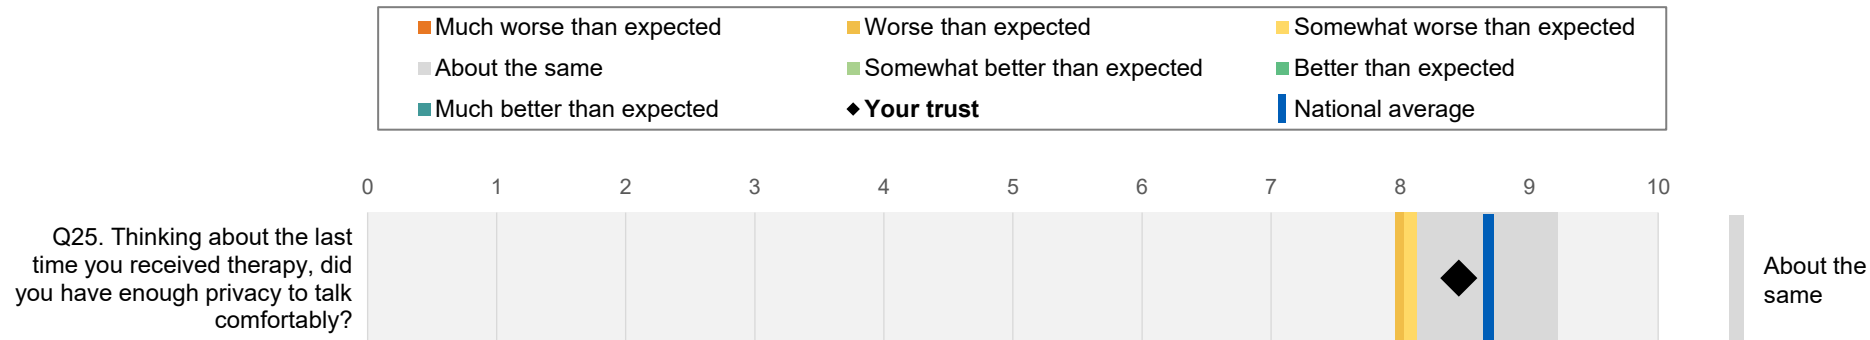 Much worse than expected
Worse than expected
Somewhat worse than expected
About the same
Somewhat better than expected
Better than expected
Much better than expected
Your trust
National average
0 1 2 3 4 5 6 7 8 9 10
Q25. Thinking about the last
time you received therapy, did
you have enough privacy to talk
comfortably?
About the
same